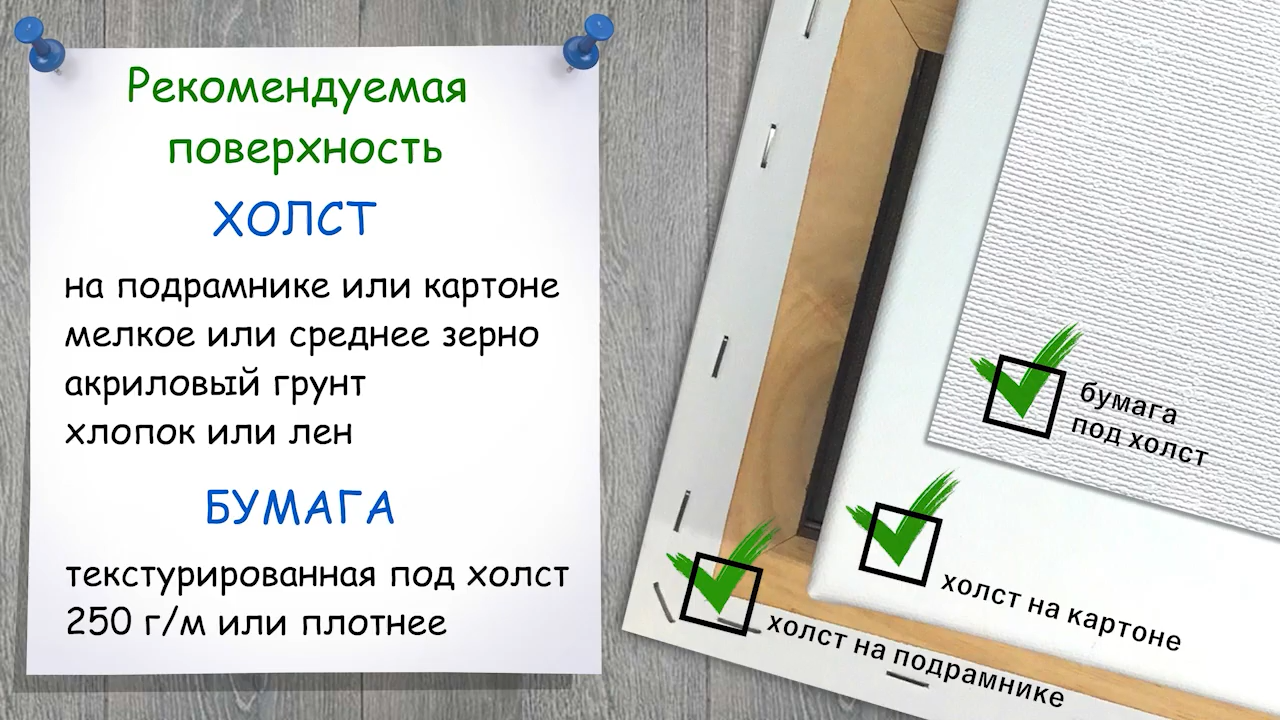 Рекомендуемая
поверхность
ХОЛСТ
на подрамнике или картоне
мелкое или среднее зерно
акриловый грунт
хлопок или лен
БУМАГА
текстурированная под холст
250 г/м или плотнее
бумага
под холст
холст на картоне
холст на подрамнике